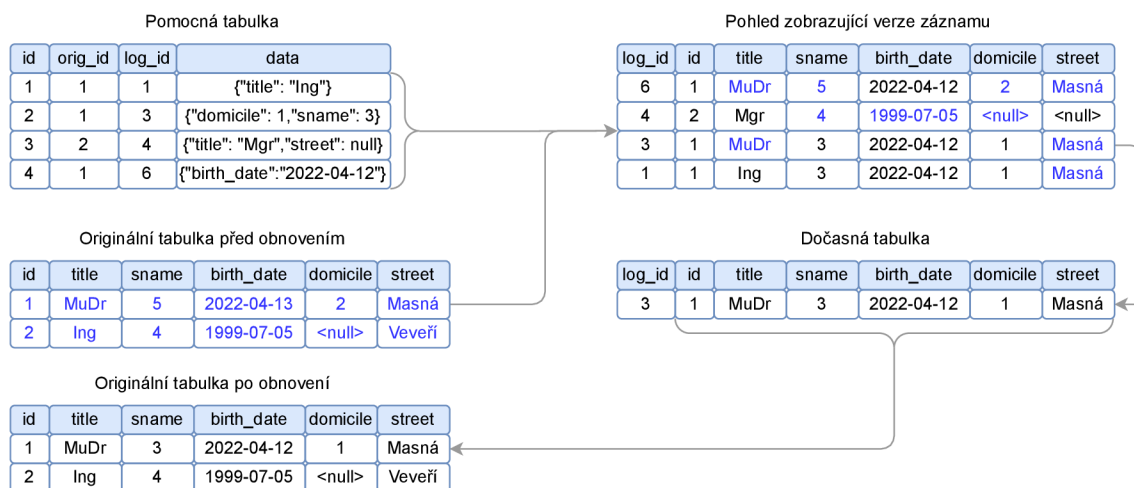 Pomocná tabulka
id orig_id log_id data
1 1 1 {"title": "Ing"}
2 1 3 {"domicile": 1,"sname": 3}
3 2 4 {"title": "Mgr","street": null}
4 1 6 {"birth_date":"2022-04-12"}
Pohled zobrazující verze záznamu
log_id id title sname birth_date domicile street
6 1 MuDr 5 2022-04-12 2 Masná
4 2 Mgr 4 1999-07-05 <null> <null>
3 1 MuDr 3 2022-04-12 1 Masná
1 1 Ing 3 2022-04-12 1 Masná
Originální tabulka před obnovením
id title sname birth_date domicile street
1 MuDr 5 2022-04-13 2 Masná
2 Ing 4 1999-07-05 <null> Veveří
Dočasná tabulka
log_id id title sname birth_date domicile street
3 1 MuDr 3 2022-04-12 1 Masná
Originální tabulka po obnovení
id title sname birth_date domicile street
1 MuDr 3 2022-04-12 1 Masná
2 Ing 4 1999-07-05 <null> Veveří